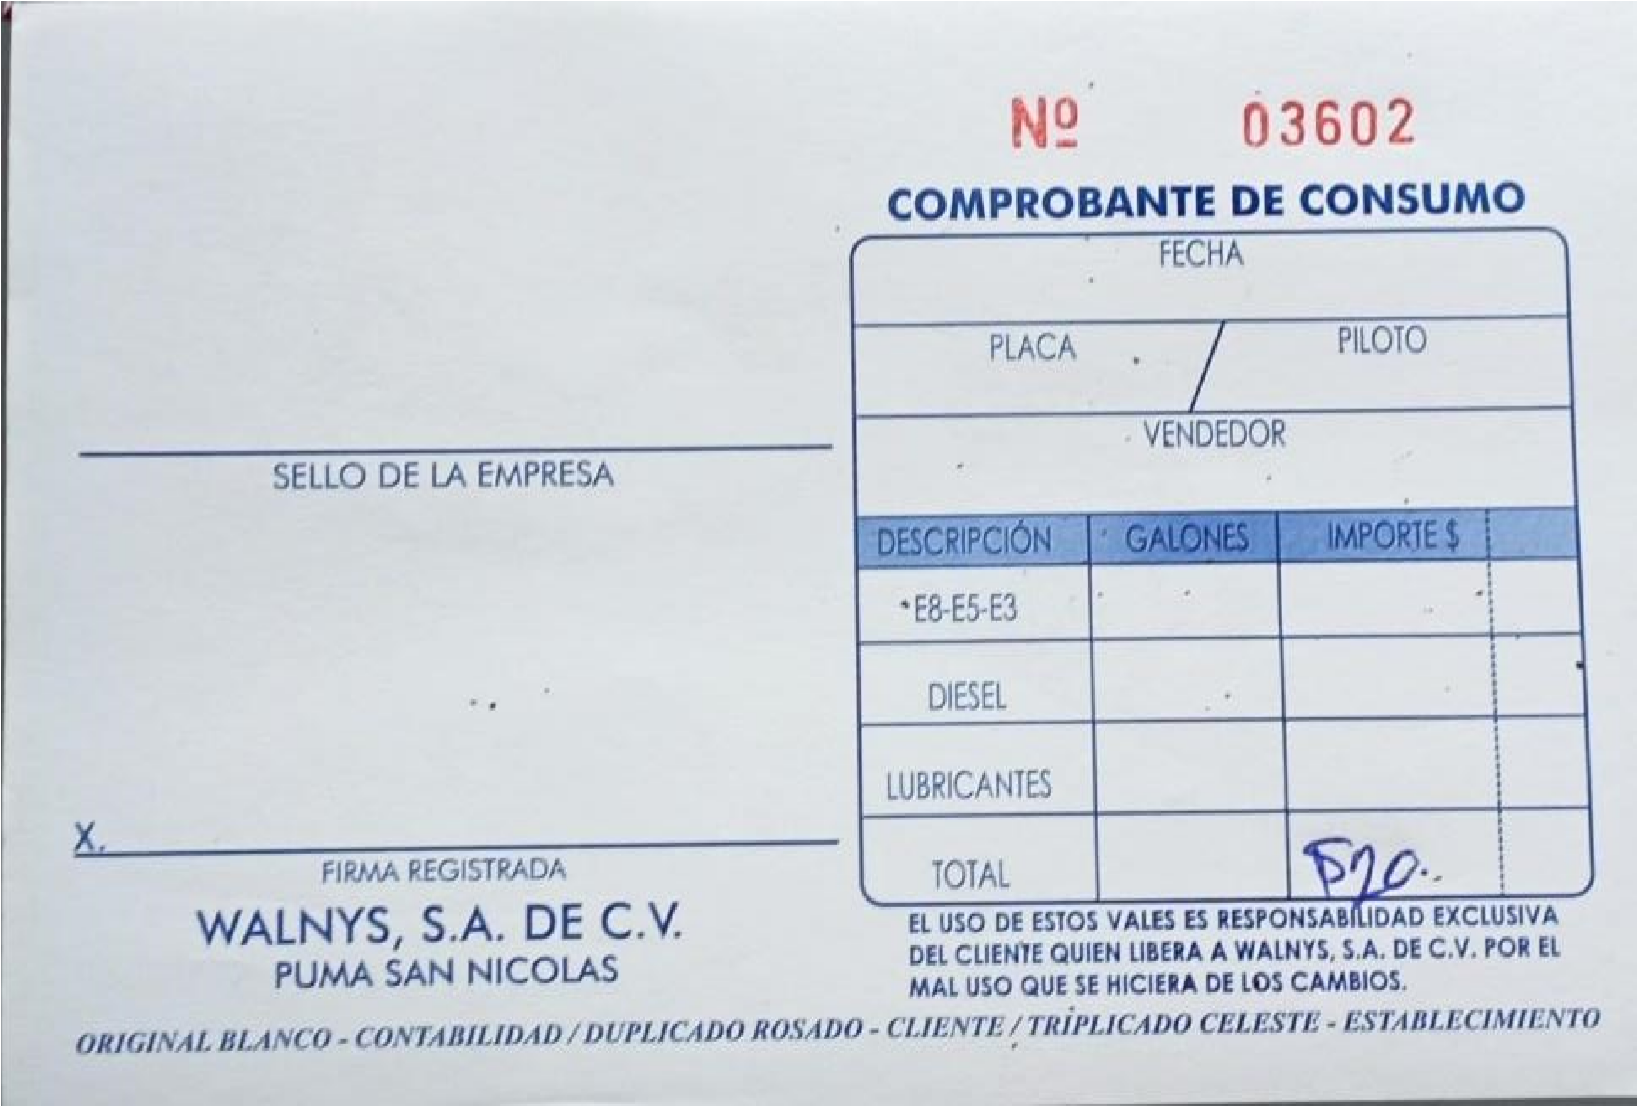 Nº 03602
COMPROBANTE DE CONSUMO
FECHA
PLACA / PILOTO
VENDEDOR
SELLO DE LA EMPRESA
DESCRIPCIÓN GALONES IMPORTE $
E8-E5-E3
DIESEL
LUBRICANTES
TOTAL $20.
X.
FIRMA REGISTRADA
WALNYS, S.A. DE C.V.
PUMA SAN NICOLAS
EL USO DE ESTOS VALES ES RESPONSABILIDAD EXCLUSIVA
DEL CLIENTE QUIEN LIBERA A WALNYS, S.A. DE C.V. POR EL
MAL USO QUE SE HICIERA DE LOS CAMBIOS.
ORIGINAL BLANCO - CONTABILIDAD / DUPLICADO ROSADO - CLIENTE / TRIPLICADO CELESTE - ESTABLECIMIENTO